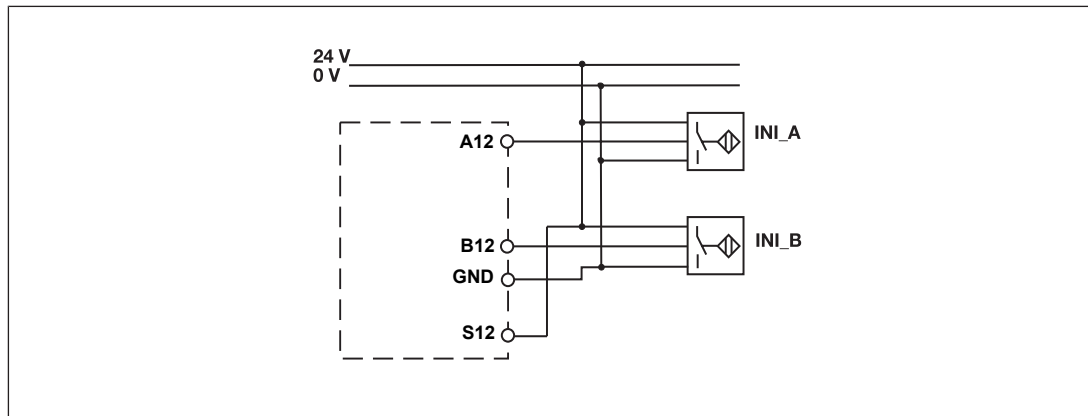 24 V
0 V
A12
INI_A
B12
INI_B
GND
S12